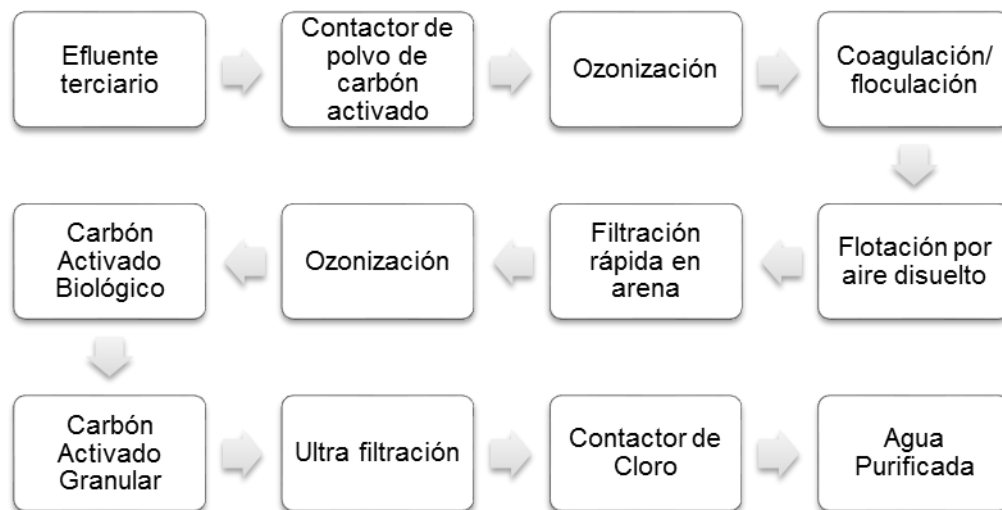 Efluente
terciario
Contactor de
polvo de
carbón
activado
Ozonización
Coagulación/
floculación
Flotación por
aire disuelto
Filtración
rápida en
arena
Ozonización
Carbón
Activado
Biológico
Carbón
Activado
Granular
Ultra filtración
Contactor de
Cloro
Agua
Purificada